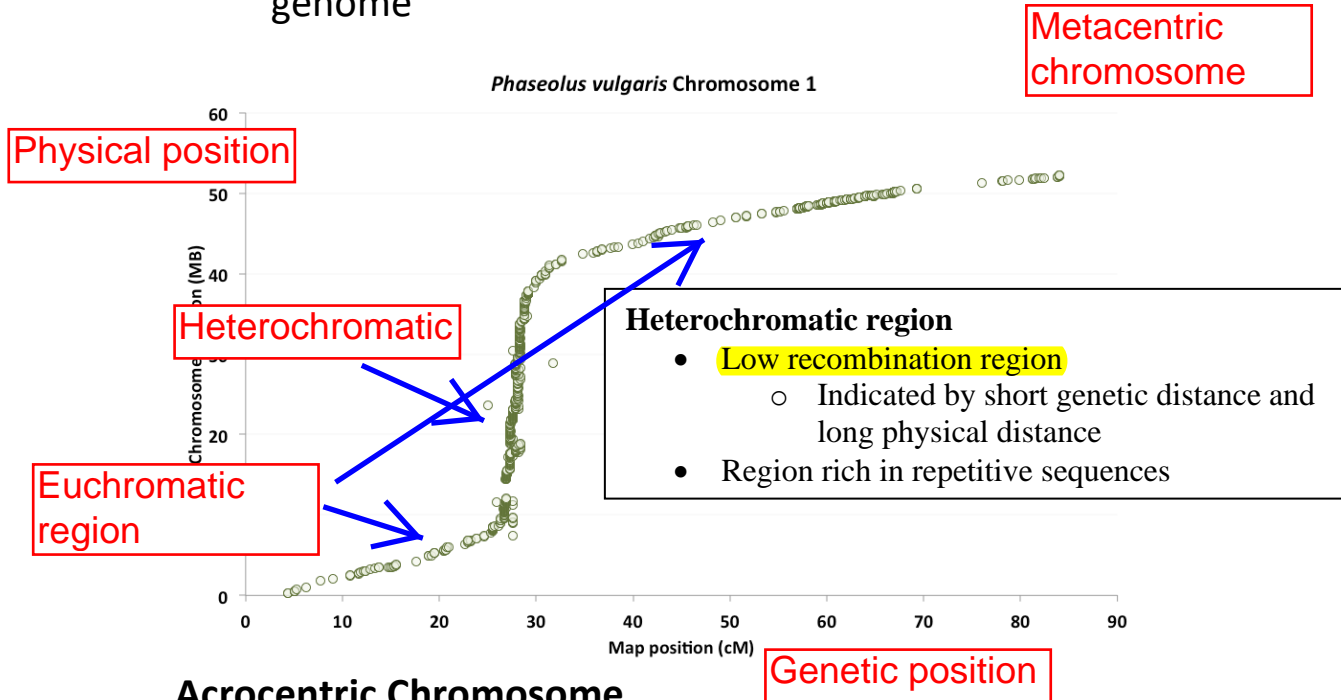 genome
Metacentric
chromosome
Phaseolus vulgaris Chromosome 1
Physical position
60
50
40
20
0
Chromosome
(MB)
Heterochromatic
Euchromatic
region
Heterochromatic region
• Low recombination region
○ Indicated by short genetic distance and
long physical distance
• Region rich in repetitive sequences
0 10 20 30 40 50 60 70 80 90
Map position (cM)
Genetic position
Acrocentric Chromosome